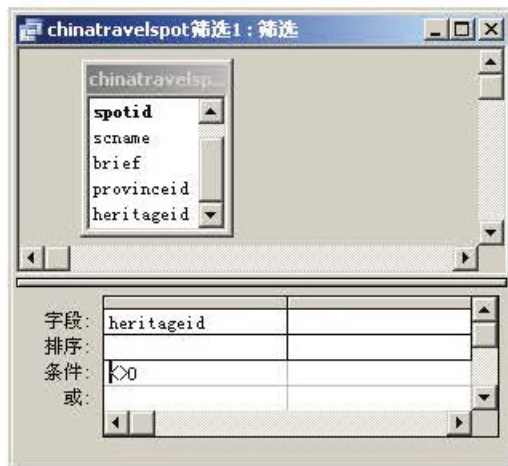 chinatravelspot筛选1：筛选
chinatravelsp...
spotid
scname
brief
provinceid
heritageid
字段: heritageid
排序:
条件: <>0
或: